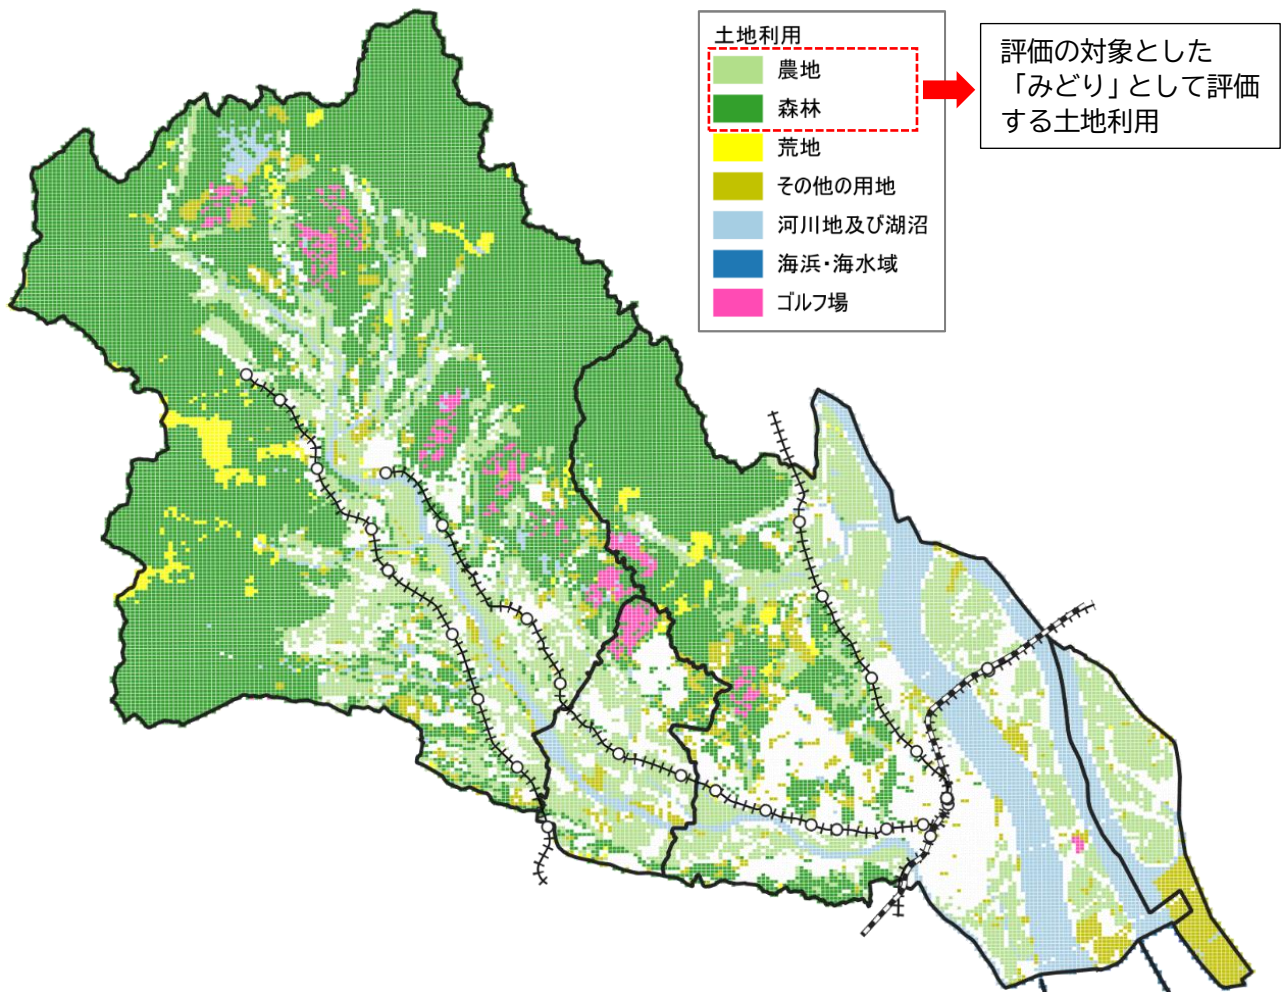 土地利用
農地
森林
荒地
その他の用地
河川地及び湖沼
海浜・海水域
ゴルフ場
評価の対象とした
「みどり」として評価
する土地利用